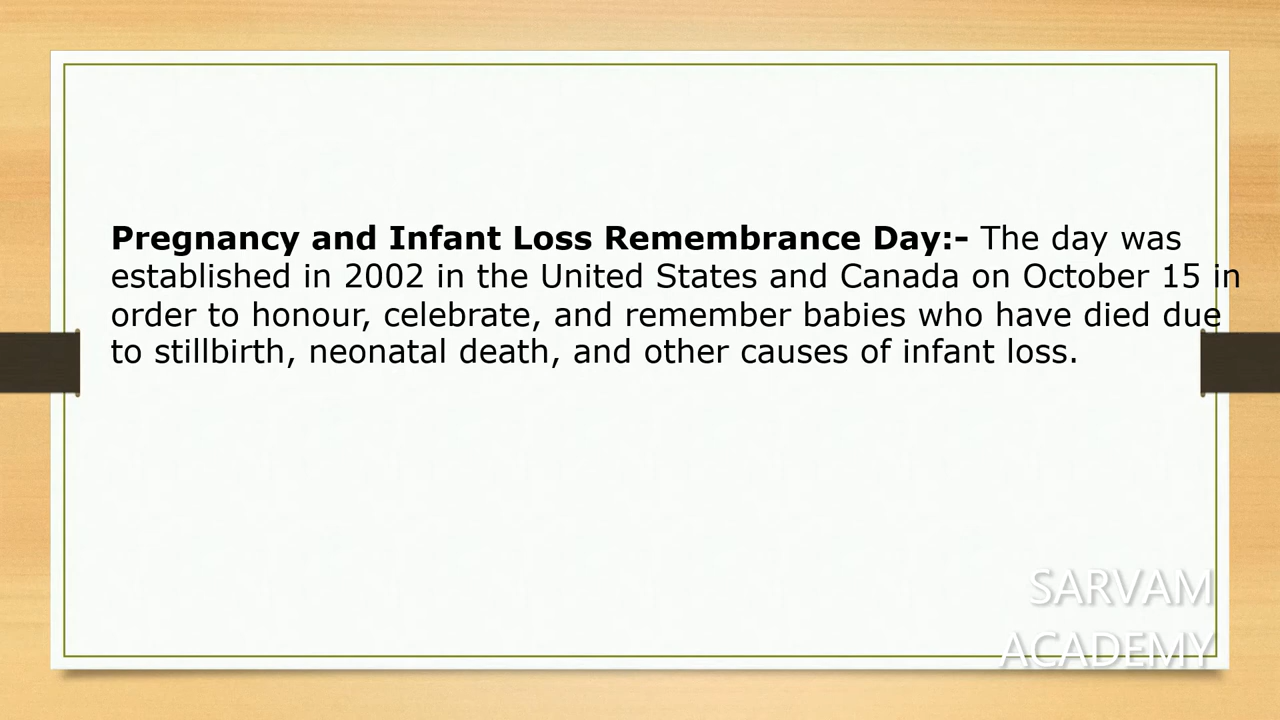 Pregnancy and Infant Loss Remembrance Day:- The day was
established in 2002 in the United States and Canada on October 15 in
order to honour, celebrate, and remember babies who have died due
to stillbirth, neonatal death, and other causes of infant loss.
SARVAM
ACADEMY